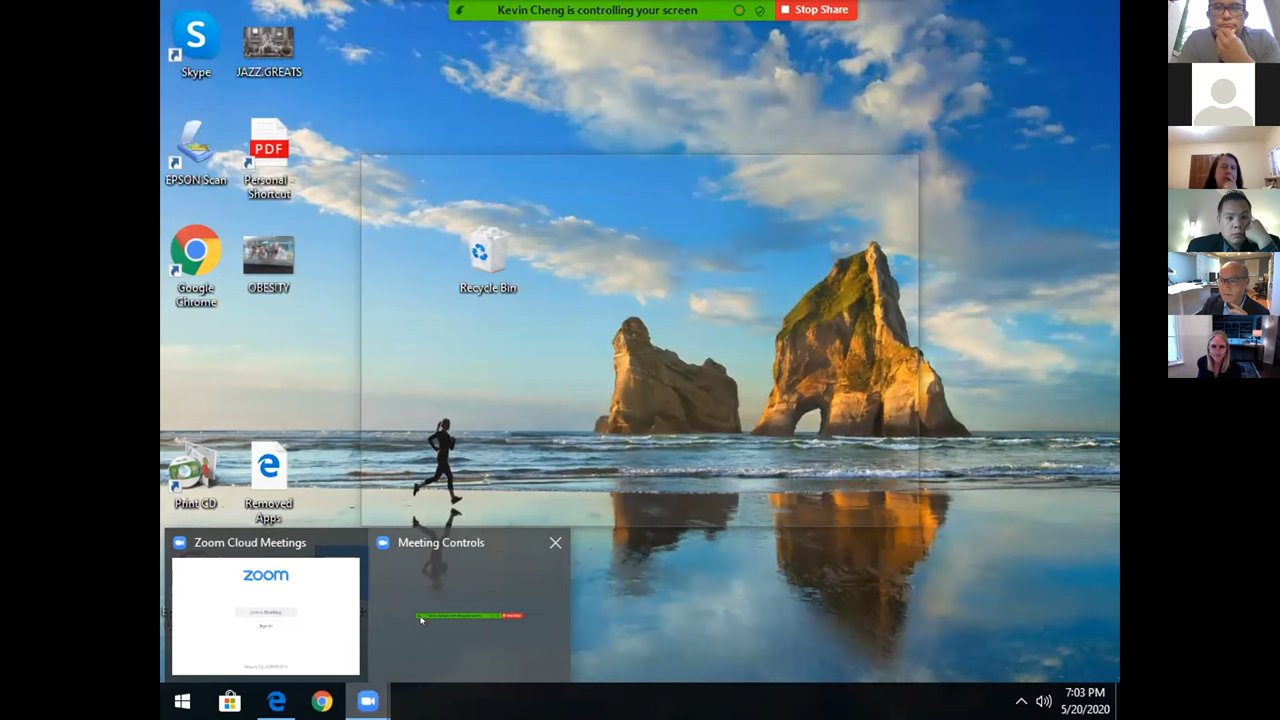 Kevin Cheng is controlling your screen
Stop Share
Skype
JAZZ.GREATS
EPSON Scan
PDF
Personal -
Shortcut
Google
Chrome
OBESITY
Recycle Bin
Print CD
Removed
Apps
Zoom Cloud Meetings
Meeting Controls
zoom
7:03 PM
5/20/2020